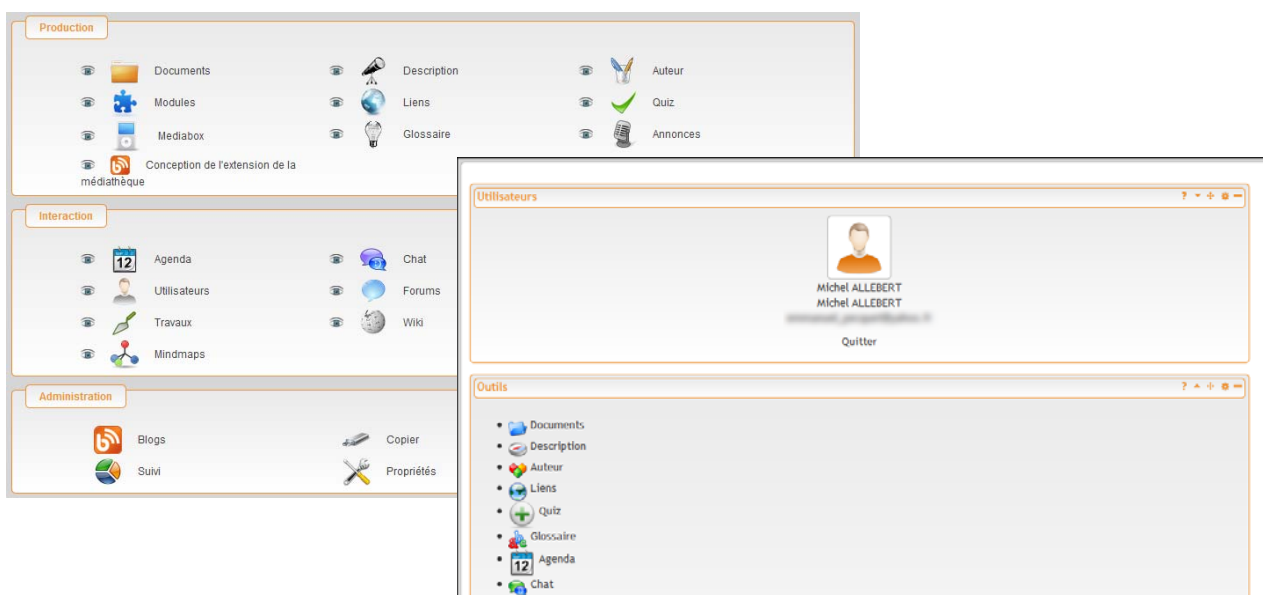 Production
Documents
Description
Auteur
Modules
Liens
Quiz
Mediabox
Glossaire
Annonces
Conception de l'extension de la
médiathèque
Interaction
12 Agenda
Chat
Utilisateurs
Forums
Travaux
Wiki
Mindmaps
Administration
Blogs
Copier
Suivi
Propriétés
Utilisateurs
?
Michel ALLEBERT
Michel ALLEBERT
Quitter
Outils
?
Documents
Description
Auteur
Liens
Quiz
Glossaire
12 Agenda
Chat